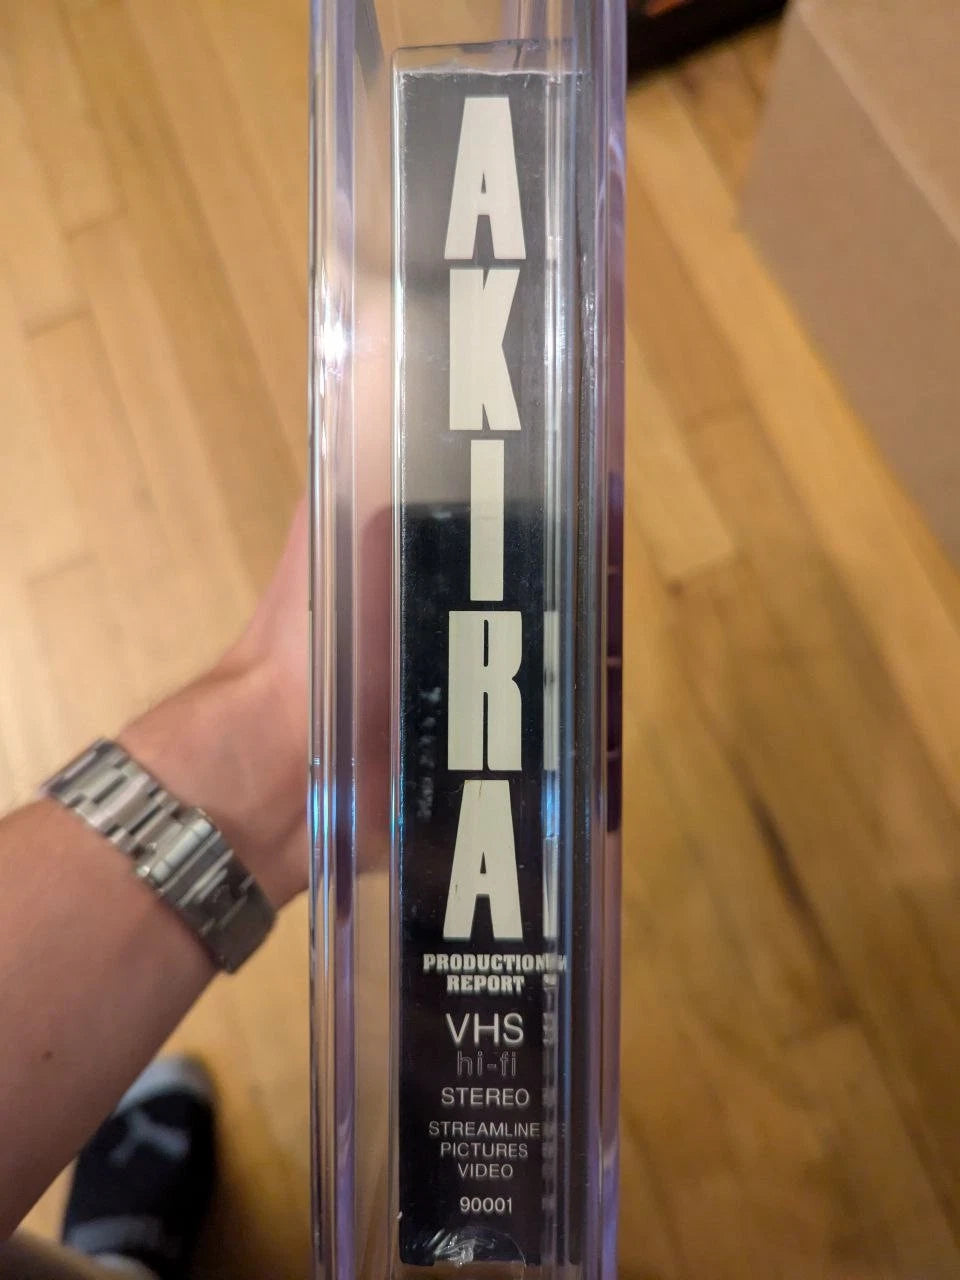 AKIRA
PRODUCTION
REPORT
VHS
hi-fi
STEREO
STREAMLINE
PICTURES
VIDEO
90001